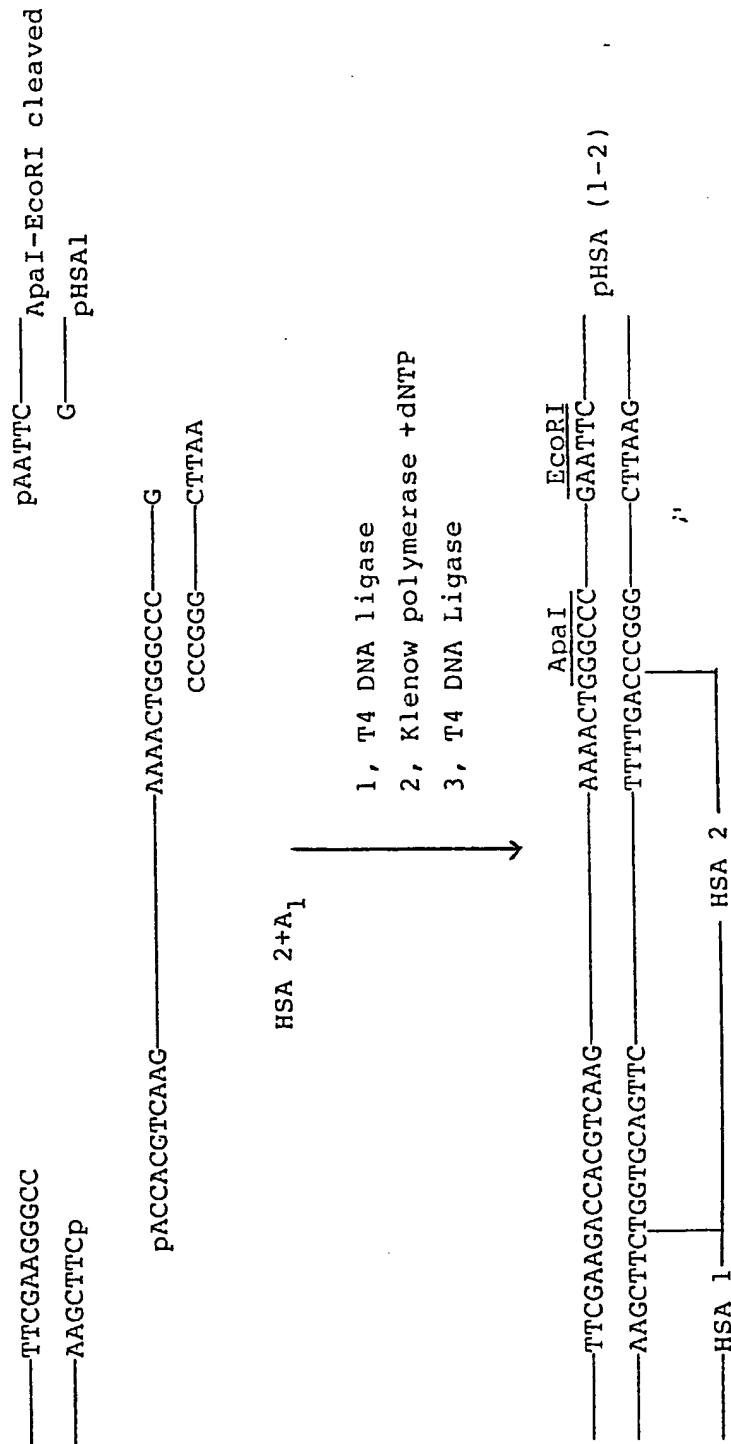 pAATTC
ApaI-EcoRI cleaved
G
pHSA1
TTCGAAGGGCC
AAGCTTCp
pACCACGTCAAG AAAACTGGGCCC G
CCCGGG CTTAA
HSA 2+A1
1, T4 DNA ligase
2, Klenow polymerase +dNTP
3, T4 DNA Ligase
ApaI EcoRI
TTCGAAGACCACGTCAAG AAAACTGGGCCC GAATTC
pHSA (1-2)
AAGCTTCTGGTGCAGTTC TTTTGACCCGGG CTTAAG
HSA 1 HSA 2